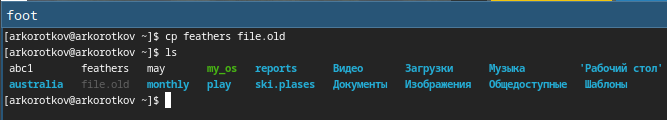 foot
[arkorotkov@arkorotkov ~]$ cp feathers file.old
[arkorotkov@arkorotkov ~]$ ls
abc1 feathers may my_os reports Видео Загрузки Музыка 'Рабочий стол'
australia file.old monthly play ski.plases Документы Изображения Общедоступные Шаблоны
[arkorotkov@arkorotkov ~]$